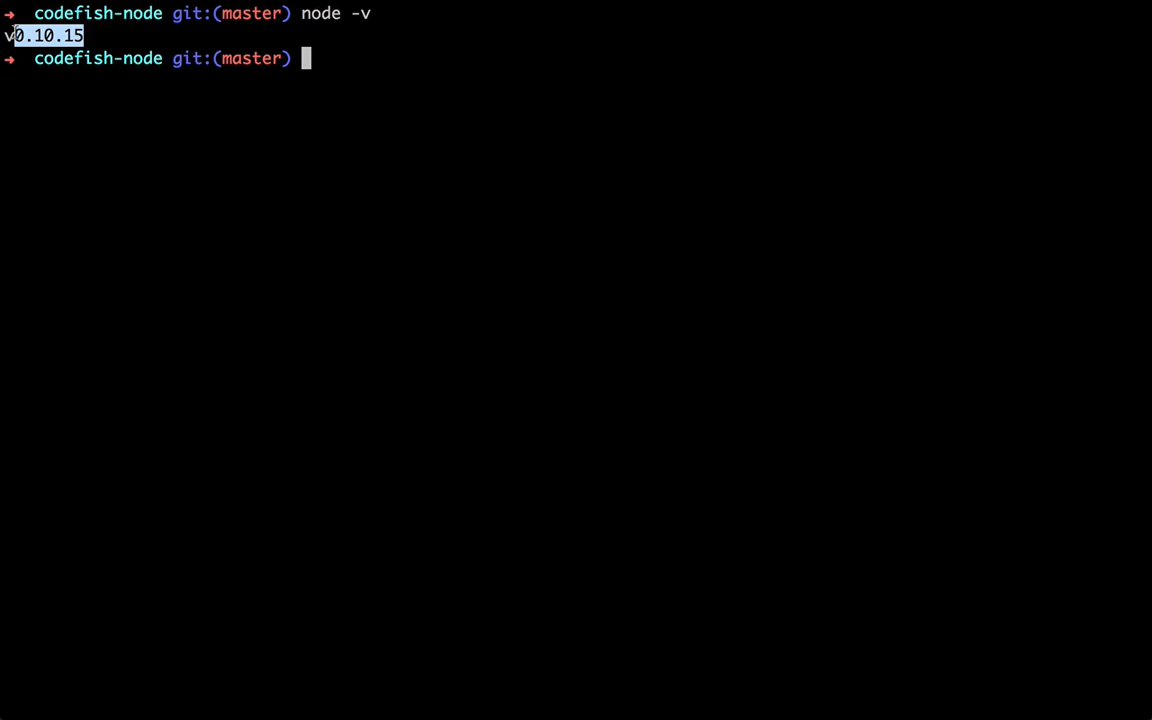 ➜  codefish-node git:(master) node -v
v0.10.15
➜  codefish-node git:(master)